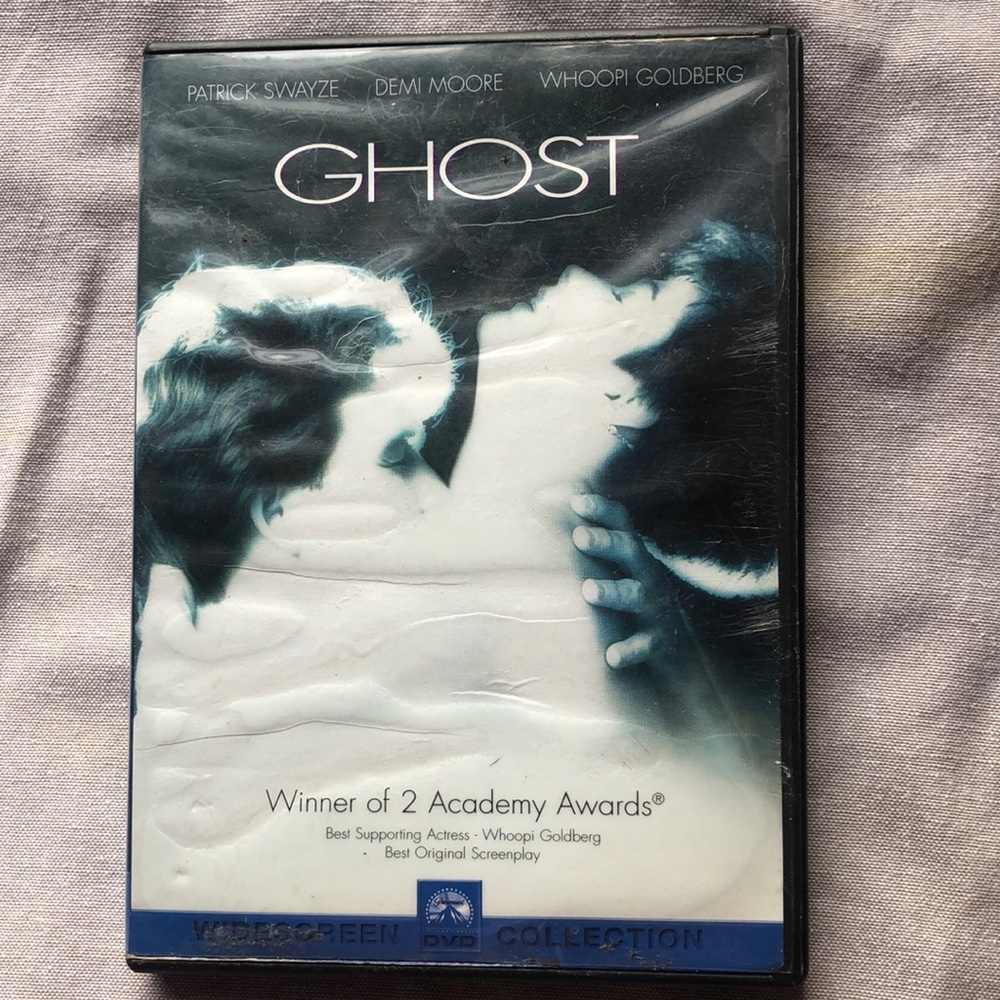 PATRICK SWAYZE DEMI MOORE WHOOPI GOLDBERG
GHOST
Winner of 2 Academy Awards®
Best Supporting Actress - Whoopi Goldberg
Best Original Screenplay
WIDESCREEN DVD COLLECTION